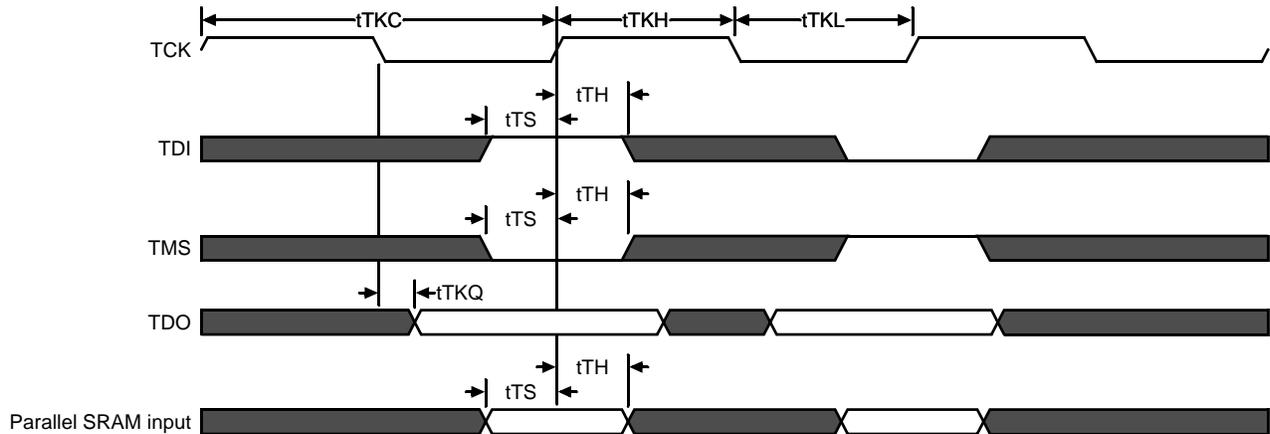 tTKC tTKH tTKL
TCK
tTH
tTS
TDI
tTH
tTS
TMS
tTKQ
TDO
tTH
tTS
Parallel SRAM input